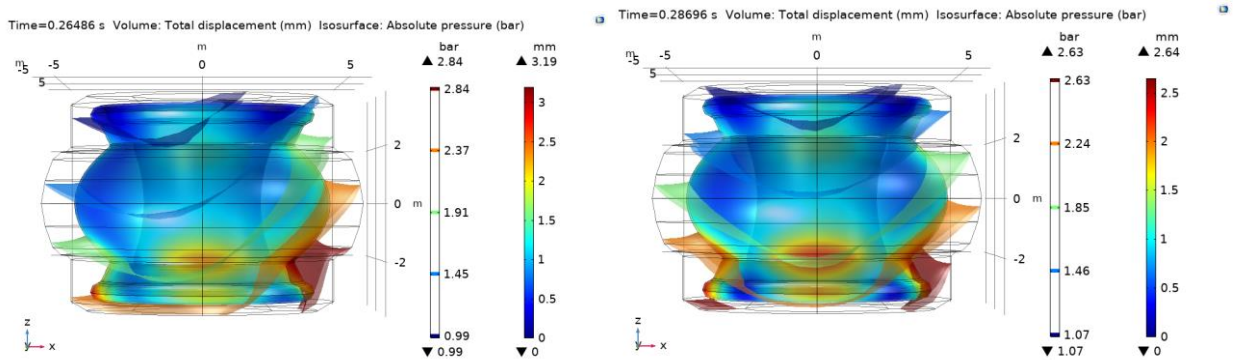 Time=0.26486 s Volume: Total displacement (mm) Isosurface: Absolute pressure (bar)
m
m -5
-5 0 5
5
2
0
m
-2
z
y x
bar
▲ 2.84
2.84
2.37
1.91
1.45
0.99
▼ 0.99
mm
▲ 3.19
3
2.5
2
1.5
1
0.5
0
▼ 0
Time=0.28696 s Volume: Total displacement (mm) Isosurface: Absolute pressure (bar)
m
m -5
-5 0 5
5
2
0
m
-2
z
y x
bar
▲ 2.63
2.63
2.24
1.85
1.46
1.07
▼ 1.07
mm
▲ 2.64
2.5
2
1.5
1
0.5
0
▼ 0